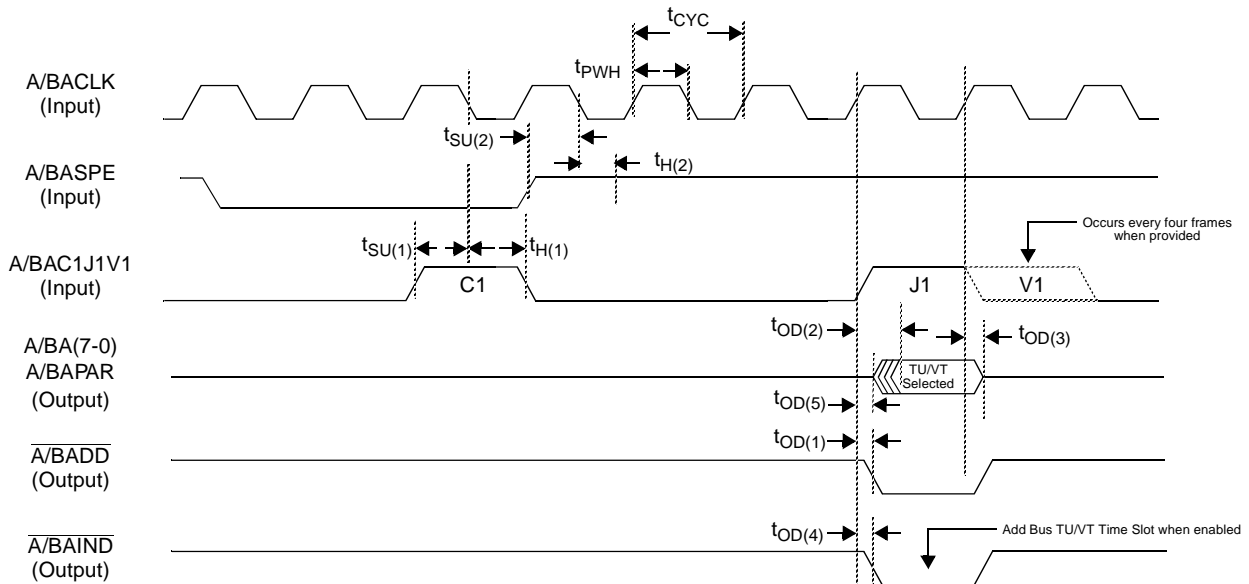 tCYC
tPWH
A/BACLK
(Input)
tSU(2)
tH(2)
A/BASPE
(Input)
Occurs every four frames
when provided
tSU(1)
tH(1)
A/BAC1J1V1
(Input)
C1
J1
V1
tOD(2)
tOD(3)
A/BA(7-0)
A/BAPAR
(Output)
TU/VT
Selected
tOD(5)
tOD(1)
A/BADD
(Output)
tOD(4)
Add Bus TU/VT Time Slot when enabled
A/BAIND
(Output)